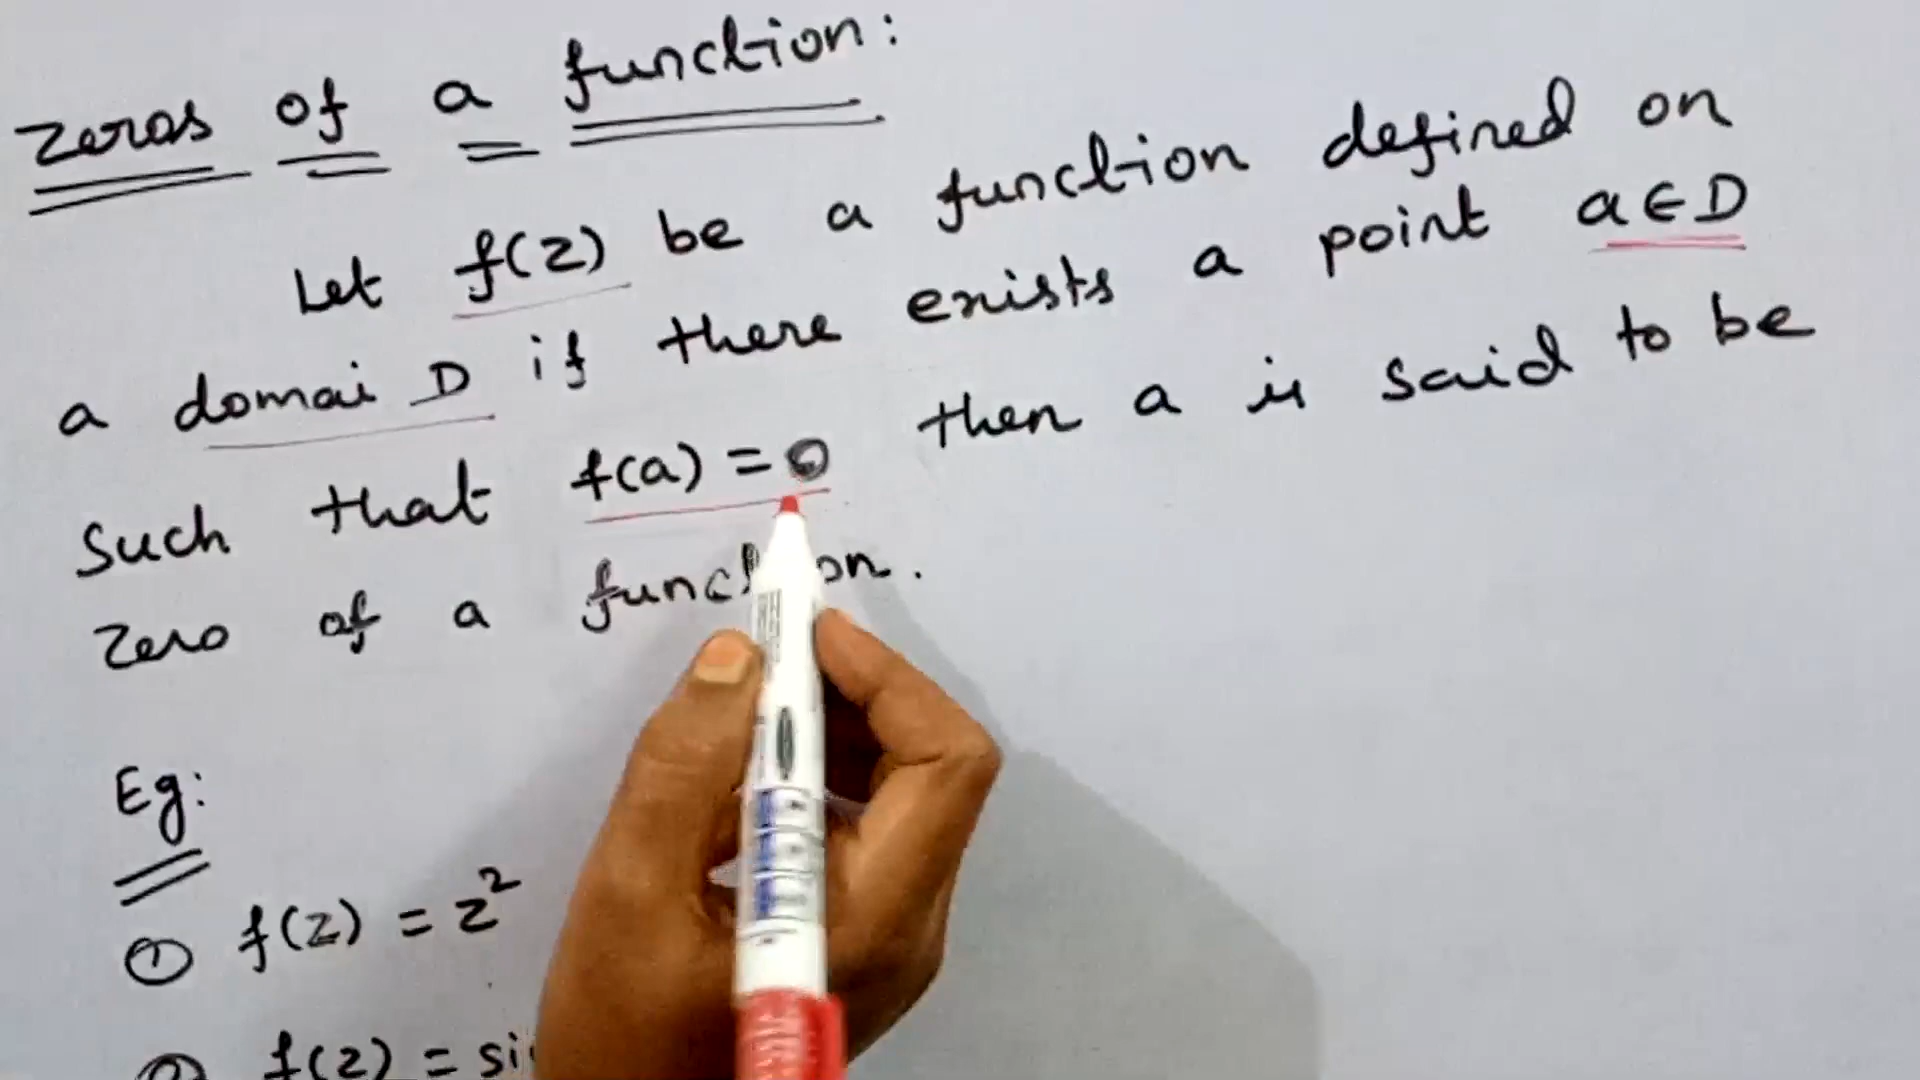 Zeros of a function:
Let f(z) be a function defined on
a domai D if there exists a point a∈D
Such that f(a) = 0 then a is said to be
Zero of a function.
Eg:
① f(z) = z²
② f(z) = si